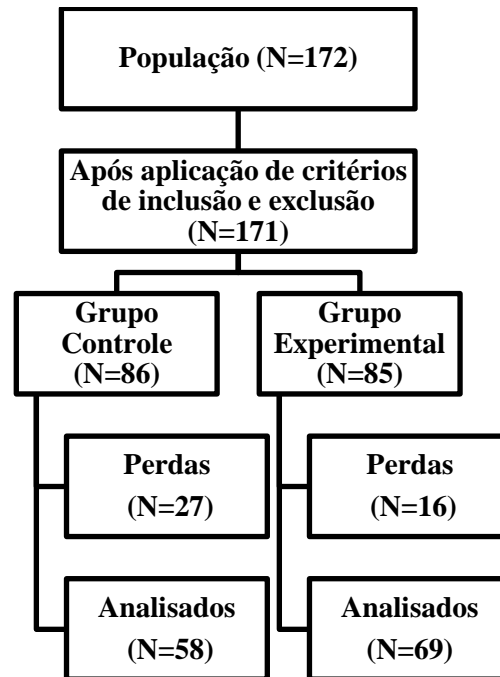 População (N=172)
Após aplicação de critérios
de inclusão e exclusão
(N=171)
Grupo
Controle
(N=86)
Grupo
Experimental
(N=85)
Perdas
(N=27)
Perdas
(N=16)
Analisados
(N=58)
Analisados
(N=69)